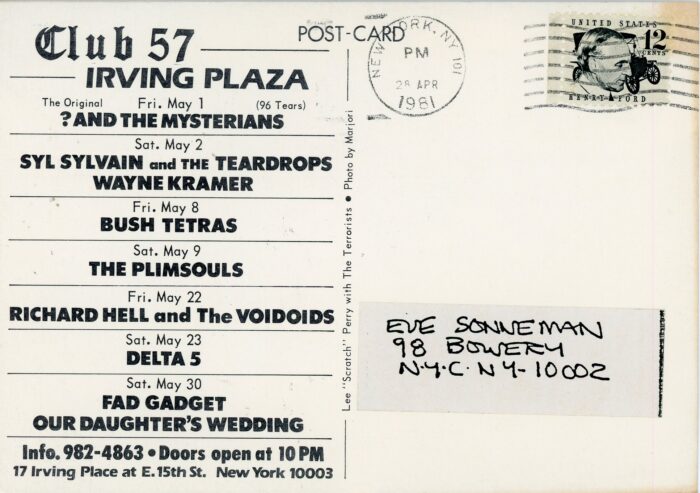 Club 57
IRVING PLAZA
The Original Fri. May 1 (96 Tears)
? AND THE MYSTERIANS
Sat. May 2
SYL SYLVAIN and THE TEARDROPS
WAYNE KRAMER
Fri. May 8
BUSH TETRAS
Sat. May 9
THE PLIMSOULS
Fri. May 22
RICHARD HELL and The VOIDOIDS
Sat. May 23
DELTA 5
Sat. May 30
FAD GADGET
OUR DAUGHTER'S WEDDING
Info. 982-4863 • Doors open at 10 PM
17 Irving Place at E. 15th St. New York 10003
Lee "Scratch" Perry with The Terrorists • Photo by Marjori
POST-CARD
NEW YORK, NY 101
PM
28 APR
1981
UNITED STATES
12
CENTS
HENRY FORD
EVE SONNEMAN
98 BOWERY
N.Y.C. NY-10002